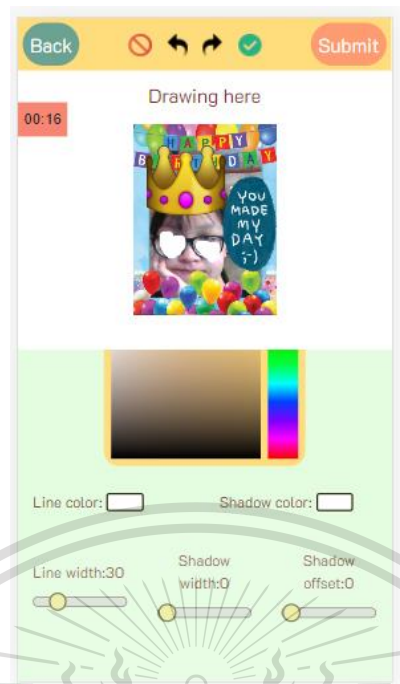 Back
Submit
Drawing here
00:16
HAPPY
BIRTHDAY
YOU
MADE
MY
DAY
;-)
Line color:
Shadow color:
Line width:30
Shadow
width:0
Shadow
offset:0